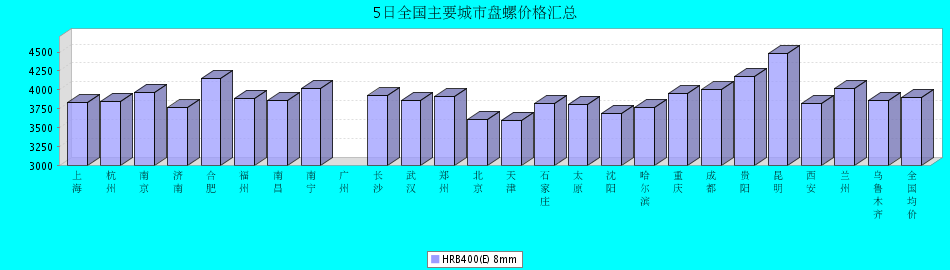 5日全国主要城市盘螺价格汇总
4500
4250
4000
3750
3500
3250
3000
上海
杭州
南京
济南
合肥
福州
南昌
南宁
广州
长沙
武汉
郑州
北京
天津
石家庄
太原
沈阳
哈尔滨
重庆
成都
贵阳
昆明
西安
兰州
乌鲁木齐
全国均价
HRB400(E) 8mm